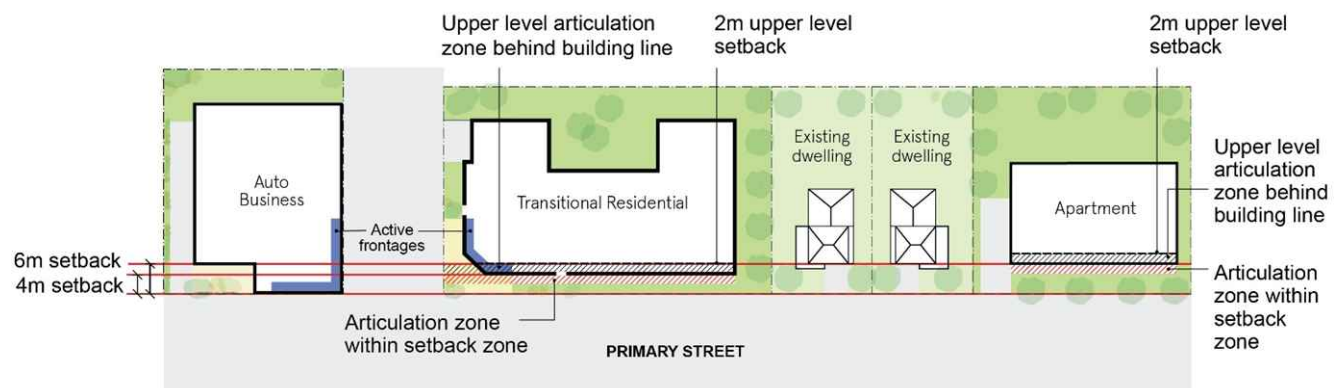 Upper level articulation
zone behind building line
2m upper level
setback
2m upper level
setback
Existing
dwelling
Existing
dwelling
Upper level
articulation
zone behind
building line
Auto
Business
Transitional Residential
Apartment
Active
frontages
6m setback
4m setback
Articulation
zone within
setback
zone
Articulation zone
within setback zone
PRIMARY STREET